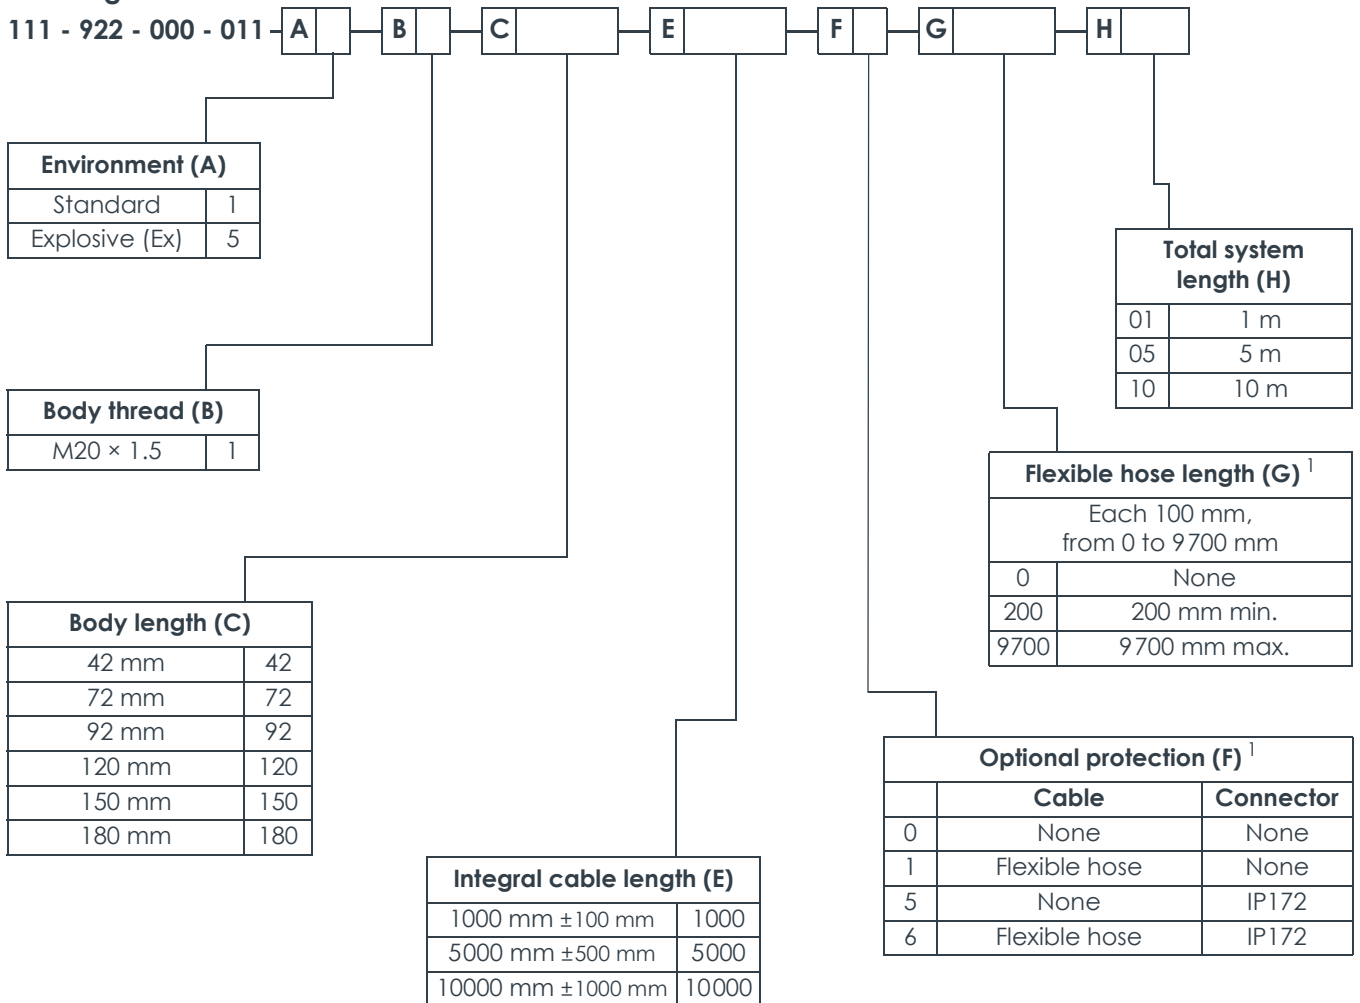 111 - 922 - 000 - 011 - A B C E F G H
Environment (A)
Standard 1
Explosive (Ex) 5
Body thread (B)
M20 × 1.5 1
Body length (C)
42 mm 42
72 mm 72
92 mm 92
120 mm 120
150 mm 150
180 mm 180
Integral cable length (E)
1000 mm ±100 mm 1000
5000 mm ±500 mm 5000
10000 mm ±1000 mm 10000
Total system
length (H)
01 1 m
05 5 m
10 10 m
Flexible hose length (G) 1
Each 100 mm,
from 0 to 9700 mm
0 None
200 200 mm min.
9700 9700 mm max.
Optional protection (F) 1
Cable Connector
0 None None
1 Flexible hose None
5 None IP172
6 Flexible hose IP172